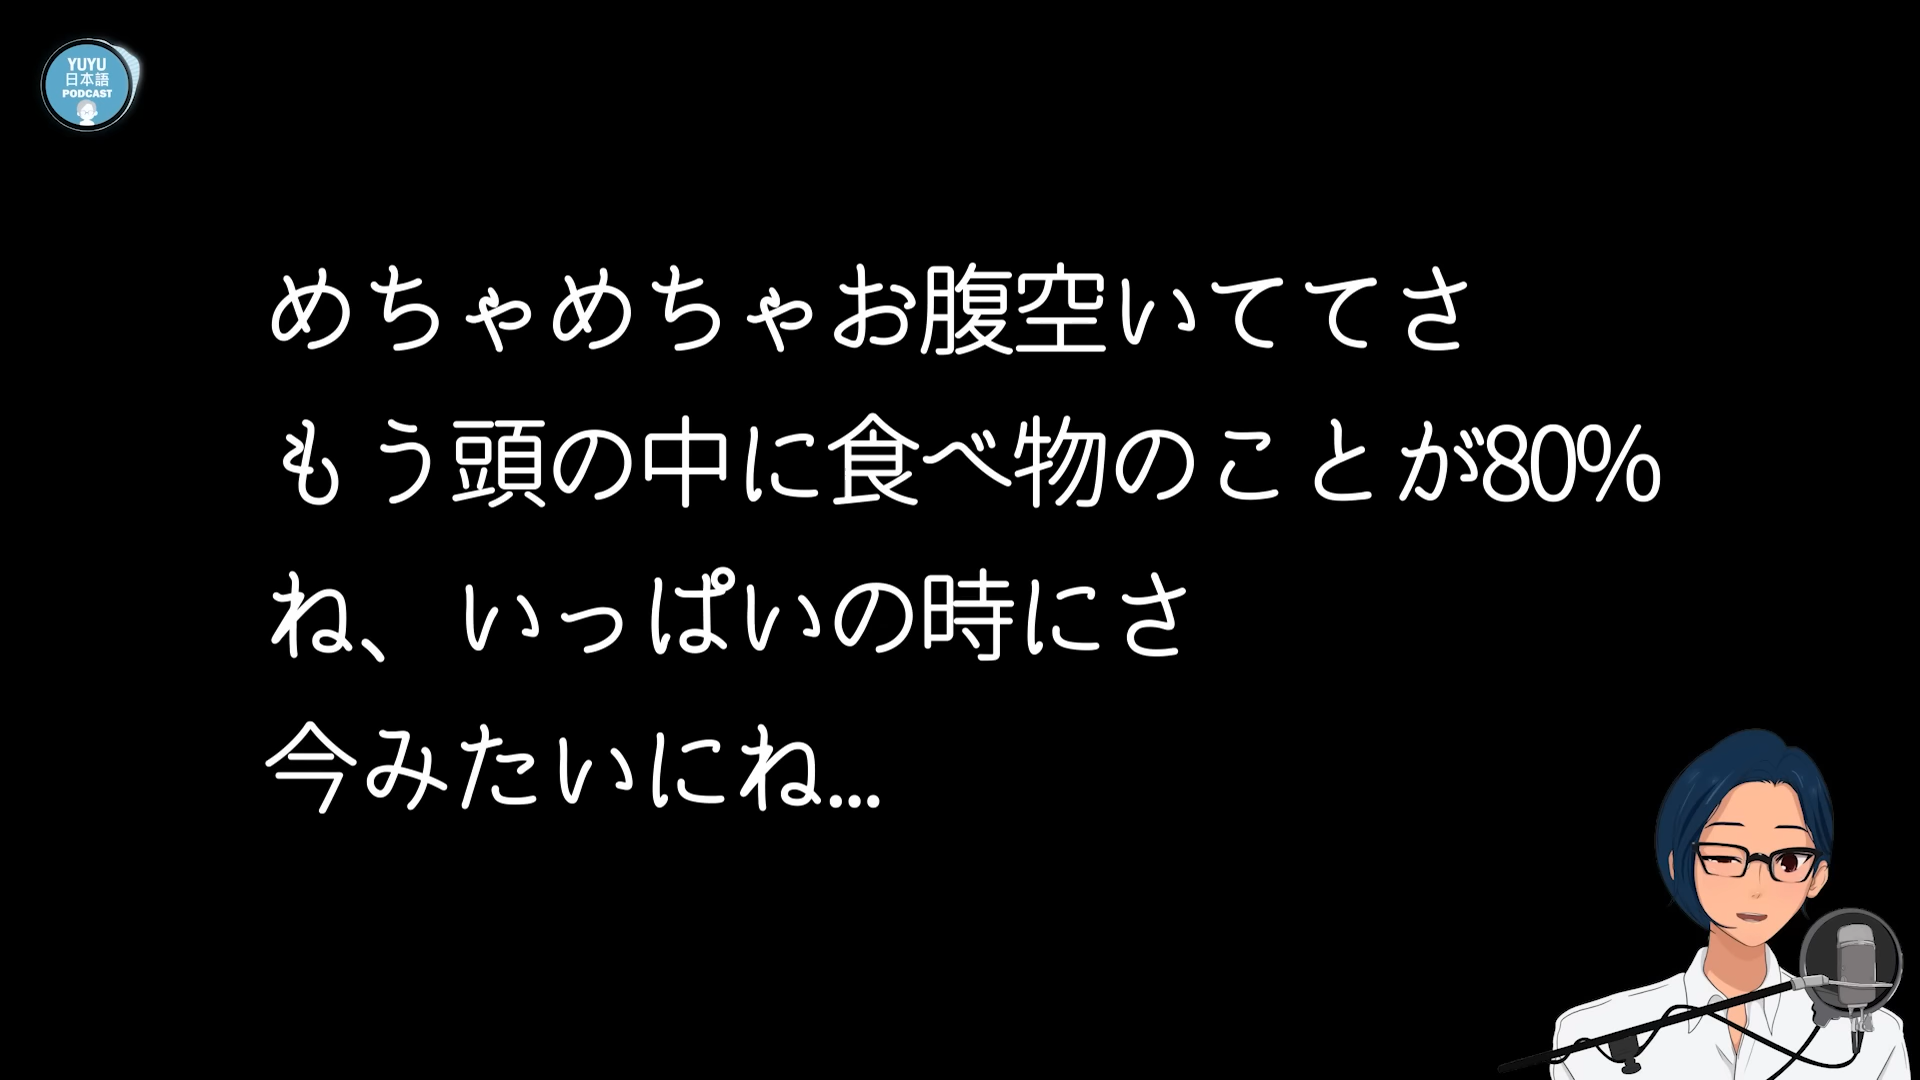 YUYU
日本語
PODCAST
めちゃめちゃお腹空いててさ
もう頭の中に食べ物のことが80%
ね、いっぱいの時にさ
今みたいにね...